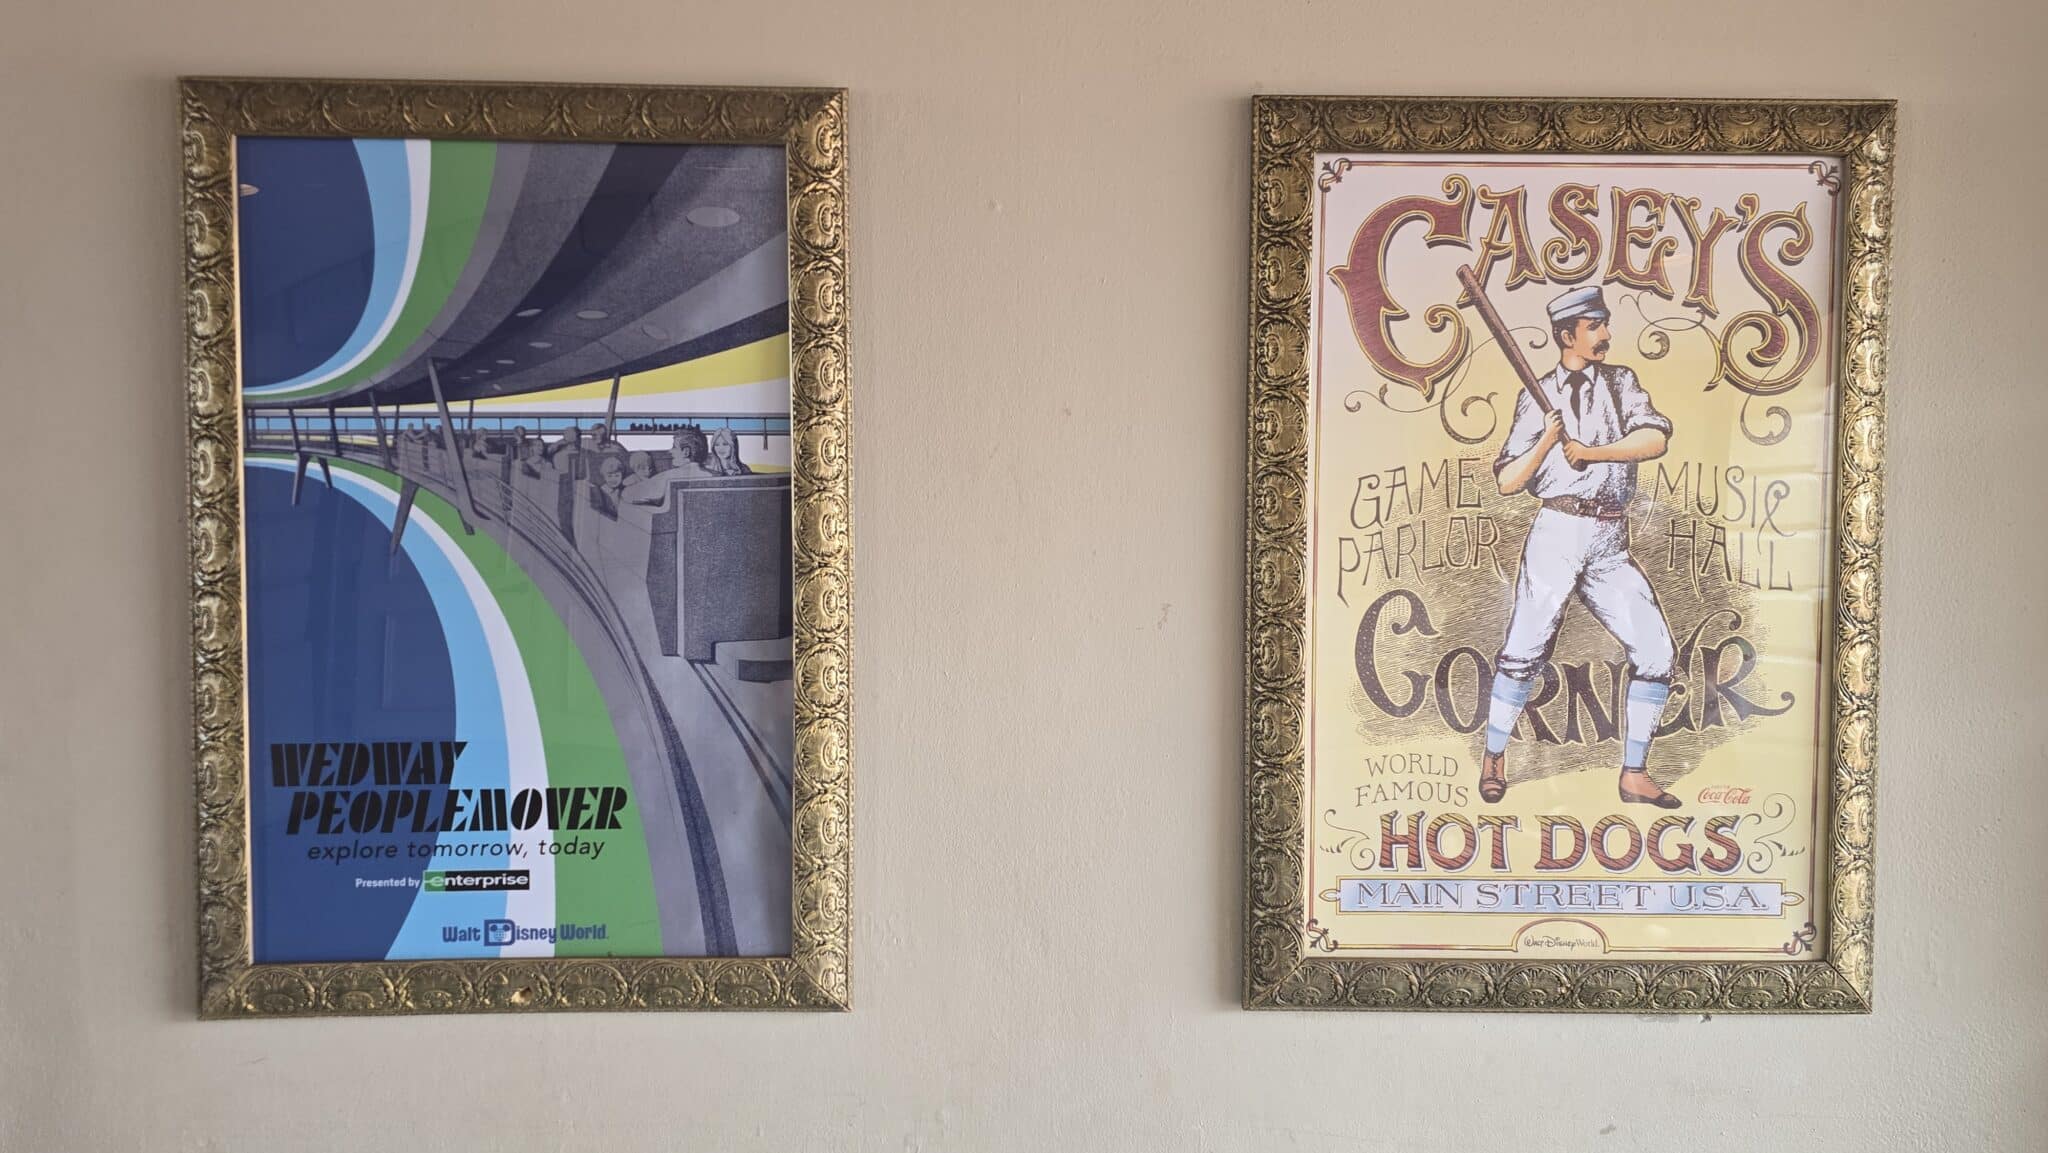 WEDWAY
PEOPLEMOVER
explore tomorrow, today
Presented by enterprise
Walt Disney World
CASEY'S
GAME
PARLOR
MUSIC
HALL
CORNER
WORLD
FAMOUS
Coca-Cola
HOT DOGS
MAIN STREET U.S.A.
Walt Disney World